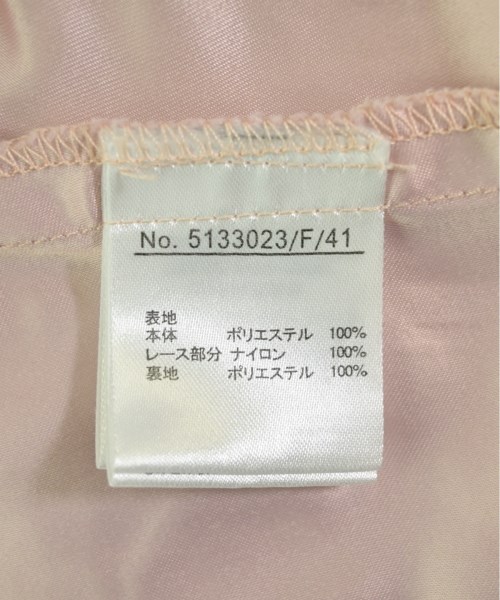 No. 5133023/F/41
表地
本体 ポリエステル 100%
レース部分 ナイロン 100%
裏地 ポリエステル 100%